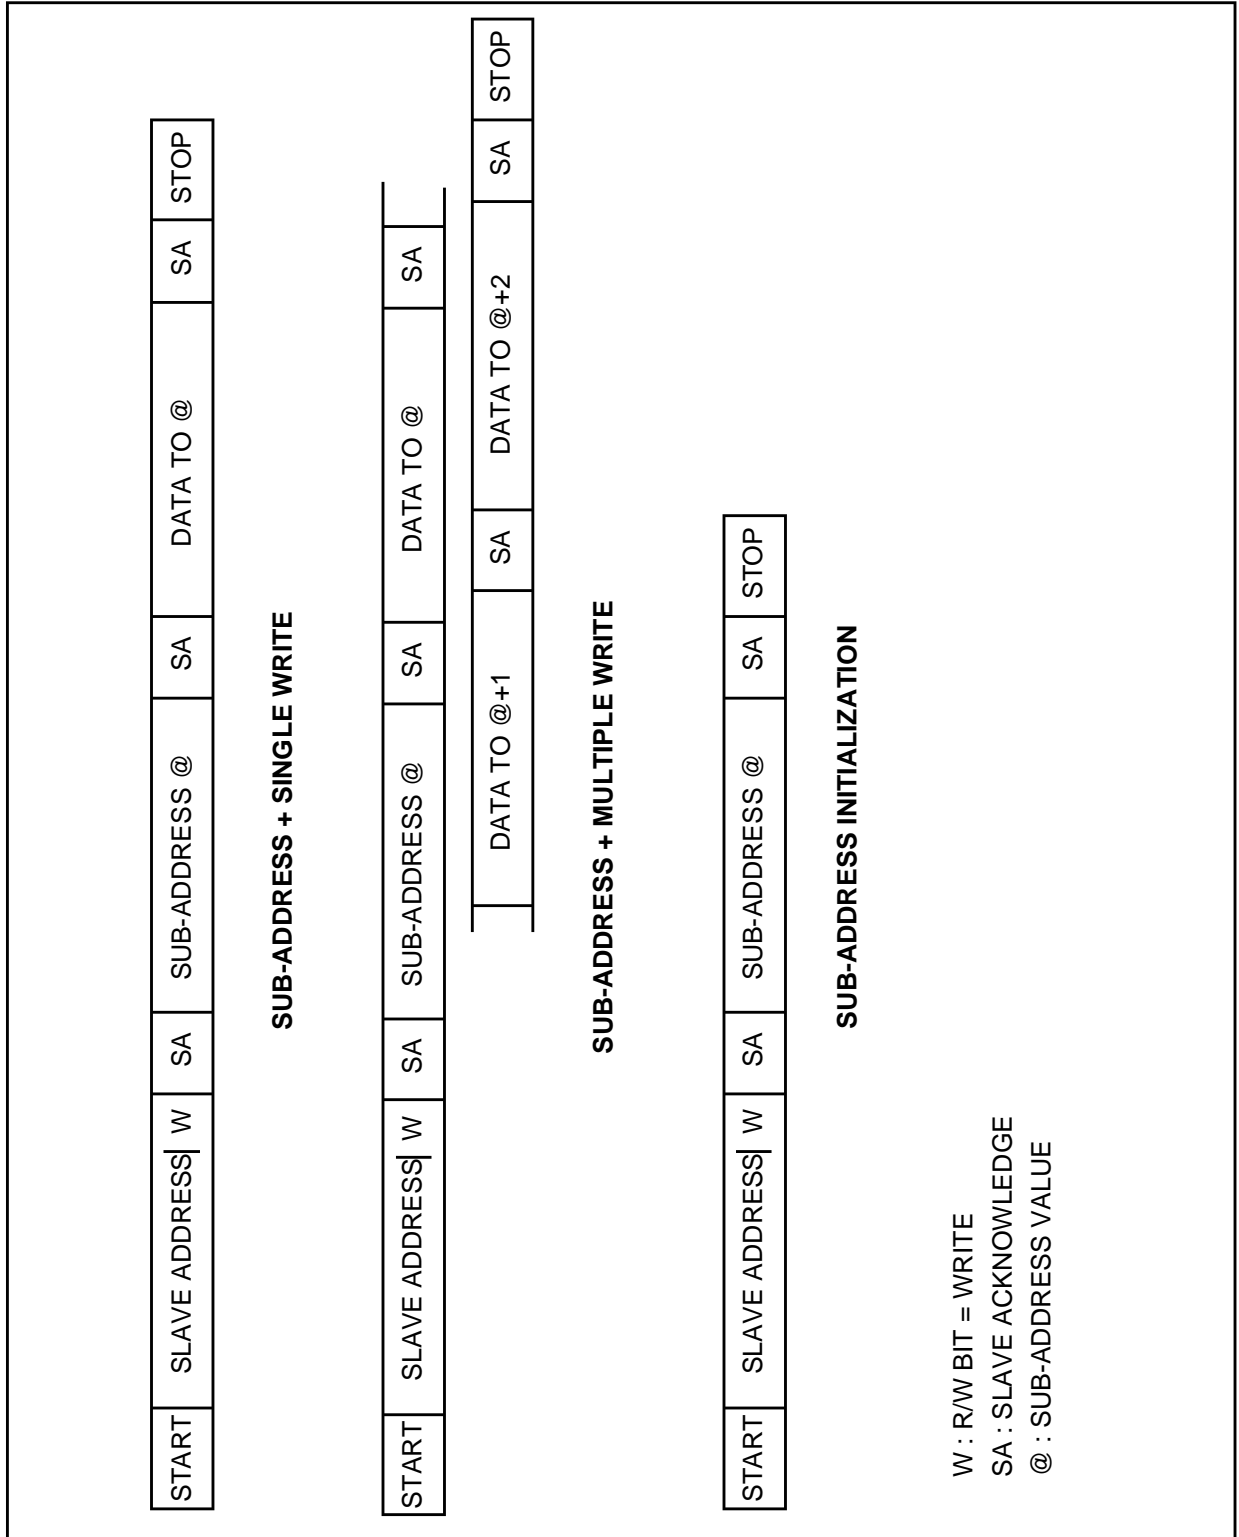 START SLAVE ADDRESS W SA SUB-ADDRESS @ SA DATA TO @ SA STOP
SUB-ADDRESS + SINGLE WRITE
START SLAVE ADDRESS W SA SUB-ADDRESS @ SA DATA TO @ SA
DATA TO @+1 SA DATA TO @+2 SA STOP
SUB-ADDRESS + MULTIPLE WRITE
START SLAVE ADDRESS W SA SUB-ADDRESS @ SA STOP
SUB-ADDRESS INITIALIZATION
W : R/W BIT = WRITE
SA : SLAVE ACKNOWLEDGE
@ : SUB-ADDRESS VALUE